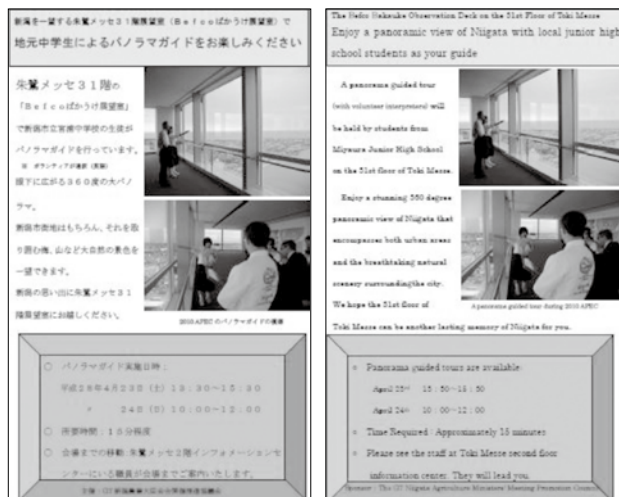 新潟を一望する朱鷺メッセ31階展望室(Befcoばかうけ展望室)で
地元中学生によるパノラマガイドをお楽しみください
朱鷺メッセ31階の
「Befcoばかうけ展望室」
で新潟市立宮浦中学校の生徒が
パノラマガイドを行っています。
眼下に広がる360度の大パノ
ラマ。
新潟市街地はもちろん、それを取
り囲む海、山など大自然の景色を
一望できます。
新潟の思い出に朱鷺メッセ31
階展望室にお越しください。
2010 APECのパノラマガイドの様子
○ パノラマガイド実施日時:
平成28年4月23日(土)13:30~15:30
〃 24日(日)10:00~12:00
○ 所要時間:15分程度
○ 会場までの移動:朱鷺メッセ2階インフォメーションセ
ンターにいる職員が会場までご案内いたします。
The Befco Bakauke Observation Deck on the 31st Floor of Toki Messe
Enjoy a panoramic view of Niigata with local junior high
school students as your guide
A panorama guided tour
(with volunteer interpreters) will
be held by students from
Miyaura Junior High School
on the 31st floor of Toki Messe.
Enjoy a stunning 360 degree
panoramic view of Niigata that
encompasses both urban areas
and the breathtaking natural
scenery surrounding the city.
We hope the 31st floor of
Toki Messe can be another lasting memory of Niigata for you.
A panorama guided tour during 2010 APEC
Panorama guided tours are available:
April 23rd 13:30~15:30
April 24th 10:00~12:00
Time Required : Approximately 15 minutes
Please see the staff at Toki Messe second floor
information center. They will lead you.
Sponsor : The G7 Niigata Agriculture Ministers' Meeting Promotion Council